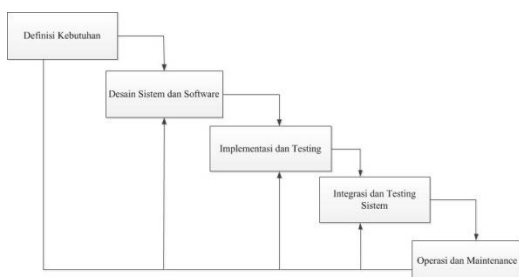 Definisi Kebutuhan
Desain Sistem dan Software
Implementasi dan Testing
Integrasi dan Testing
Sistem
Operasi dan Maintenance